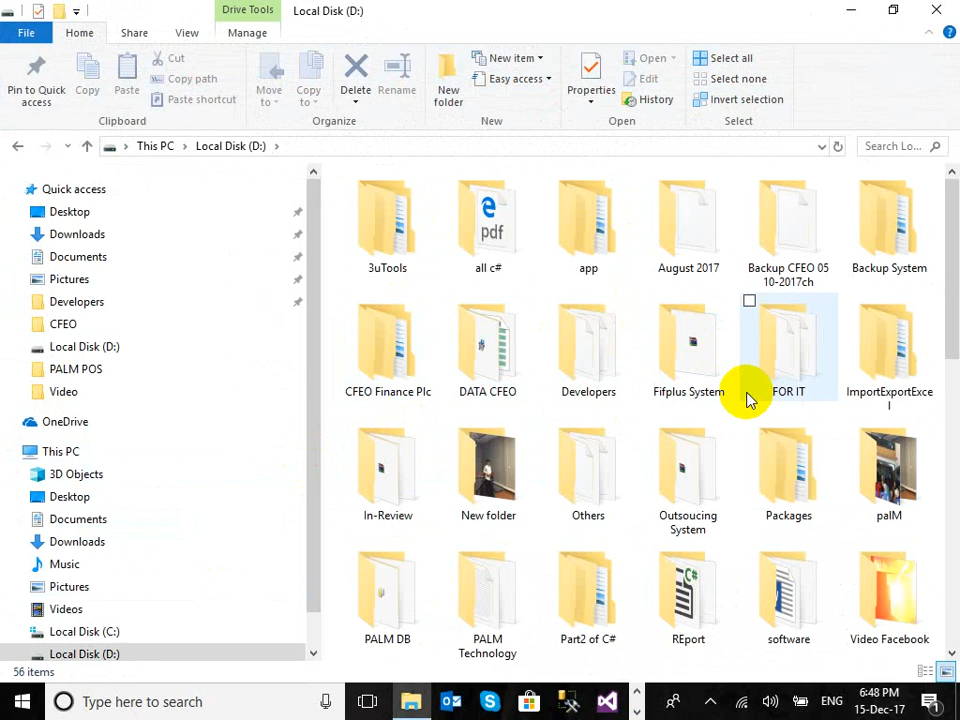 Drive Tools
Local Disk (D:)
File
Home
Share
View
Manage
Pin to Quick
access
Copy
Paste
Cut
Copy path
Paste shortcut
Clipboard
Move
to
Copy
to
Delete
Rename
Organize
New
folder
New item
Easy access
New
Properties
Open
Edit
History
Open
Select all
Select none
Invert selection
Select
This PC
Local Disk (D:)
Search Lo...
Quick access
Desktop
Downloads
Documents
Pictures
Developers
CFEO
Local Disk (D:)
PALM POS
Video
OneDrive
This PC
3D Objects
Desktop
Documents
Downloads
Music
Pictures
Videos
Local Disk (C:)
Local Disk (D:)
pdf
3uTools
all c#
app
August 2017
Backup CFEO 05
10-2017ch
Backup System
CFEO Finance Plc
DATA CFEO
Developers
Fifplus System
FOR IT
ImportExportExce
l
In-Review
New folder
Others
Outsoucing
System
Packages
palM
C#
PALM DB
PALM
Technology
Part2 of C#
REport
software
Video Facebook
56 items
Type here to search
ENG
6:48 PM
15-Dec-17
1